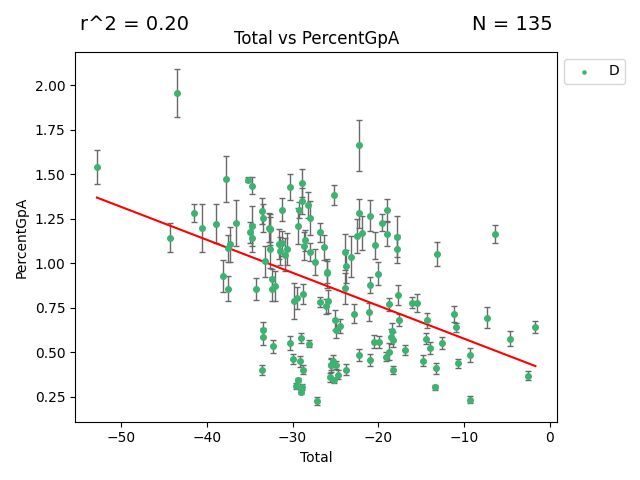 r^2 = 0.20 N = 135
Total vs PercentGpA
D
PercentGpA
2.00
1.75
1.50
1.25
1.00
0.75
0.50
0.25
−50 −40 −30 −20 −10 0
Total